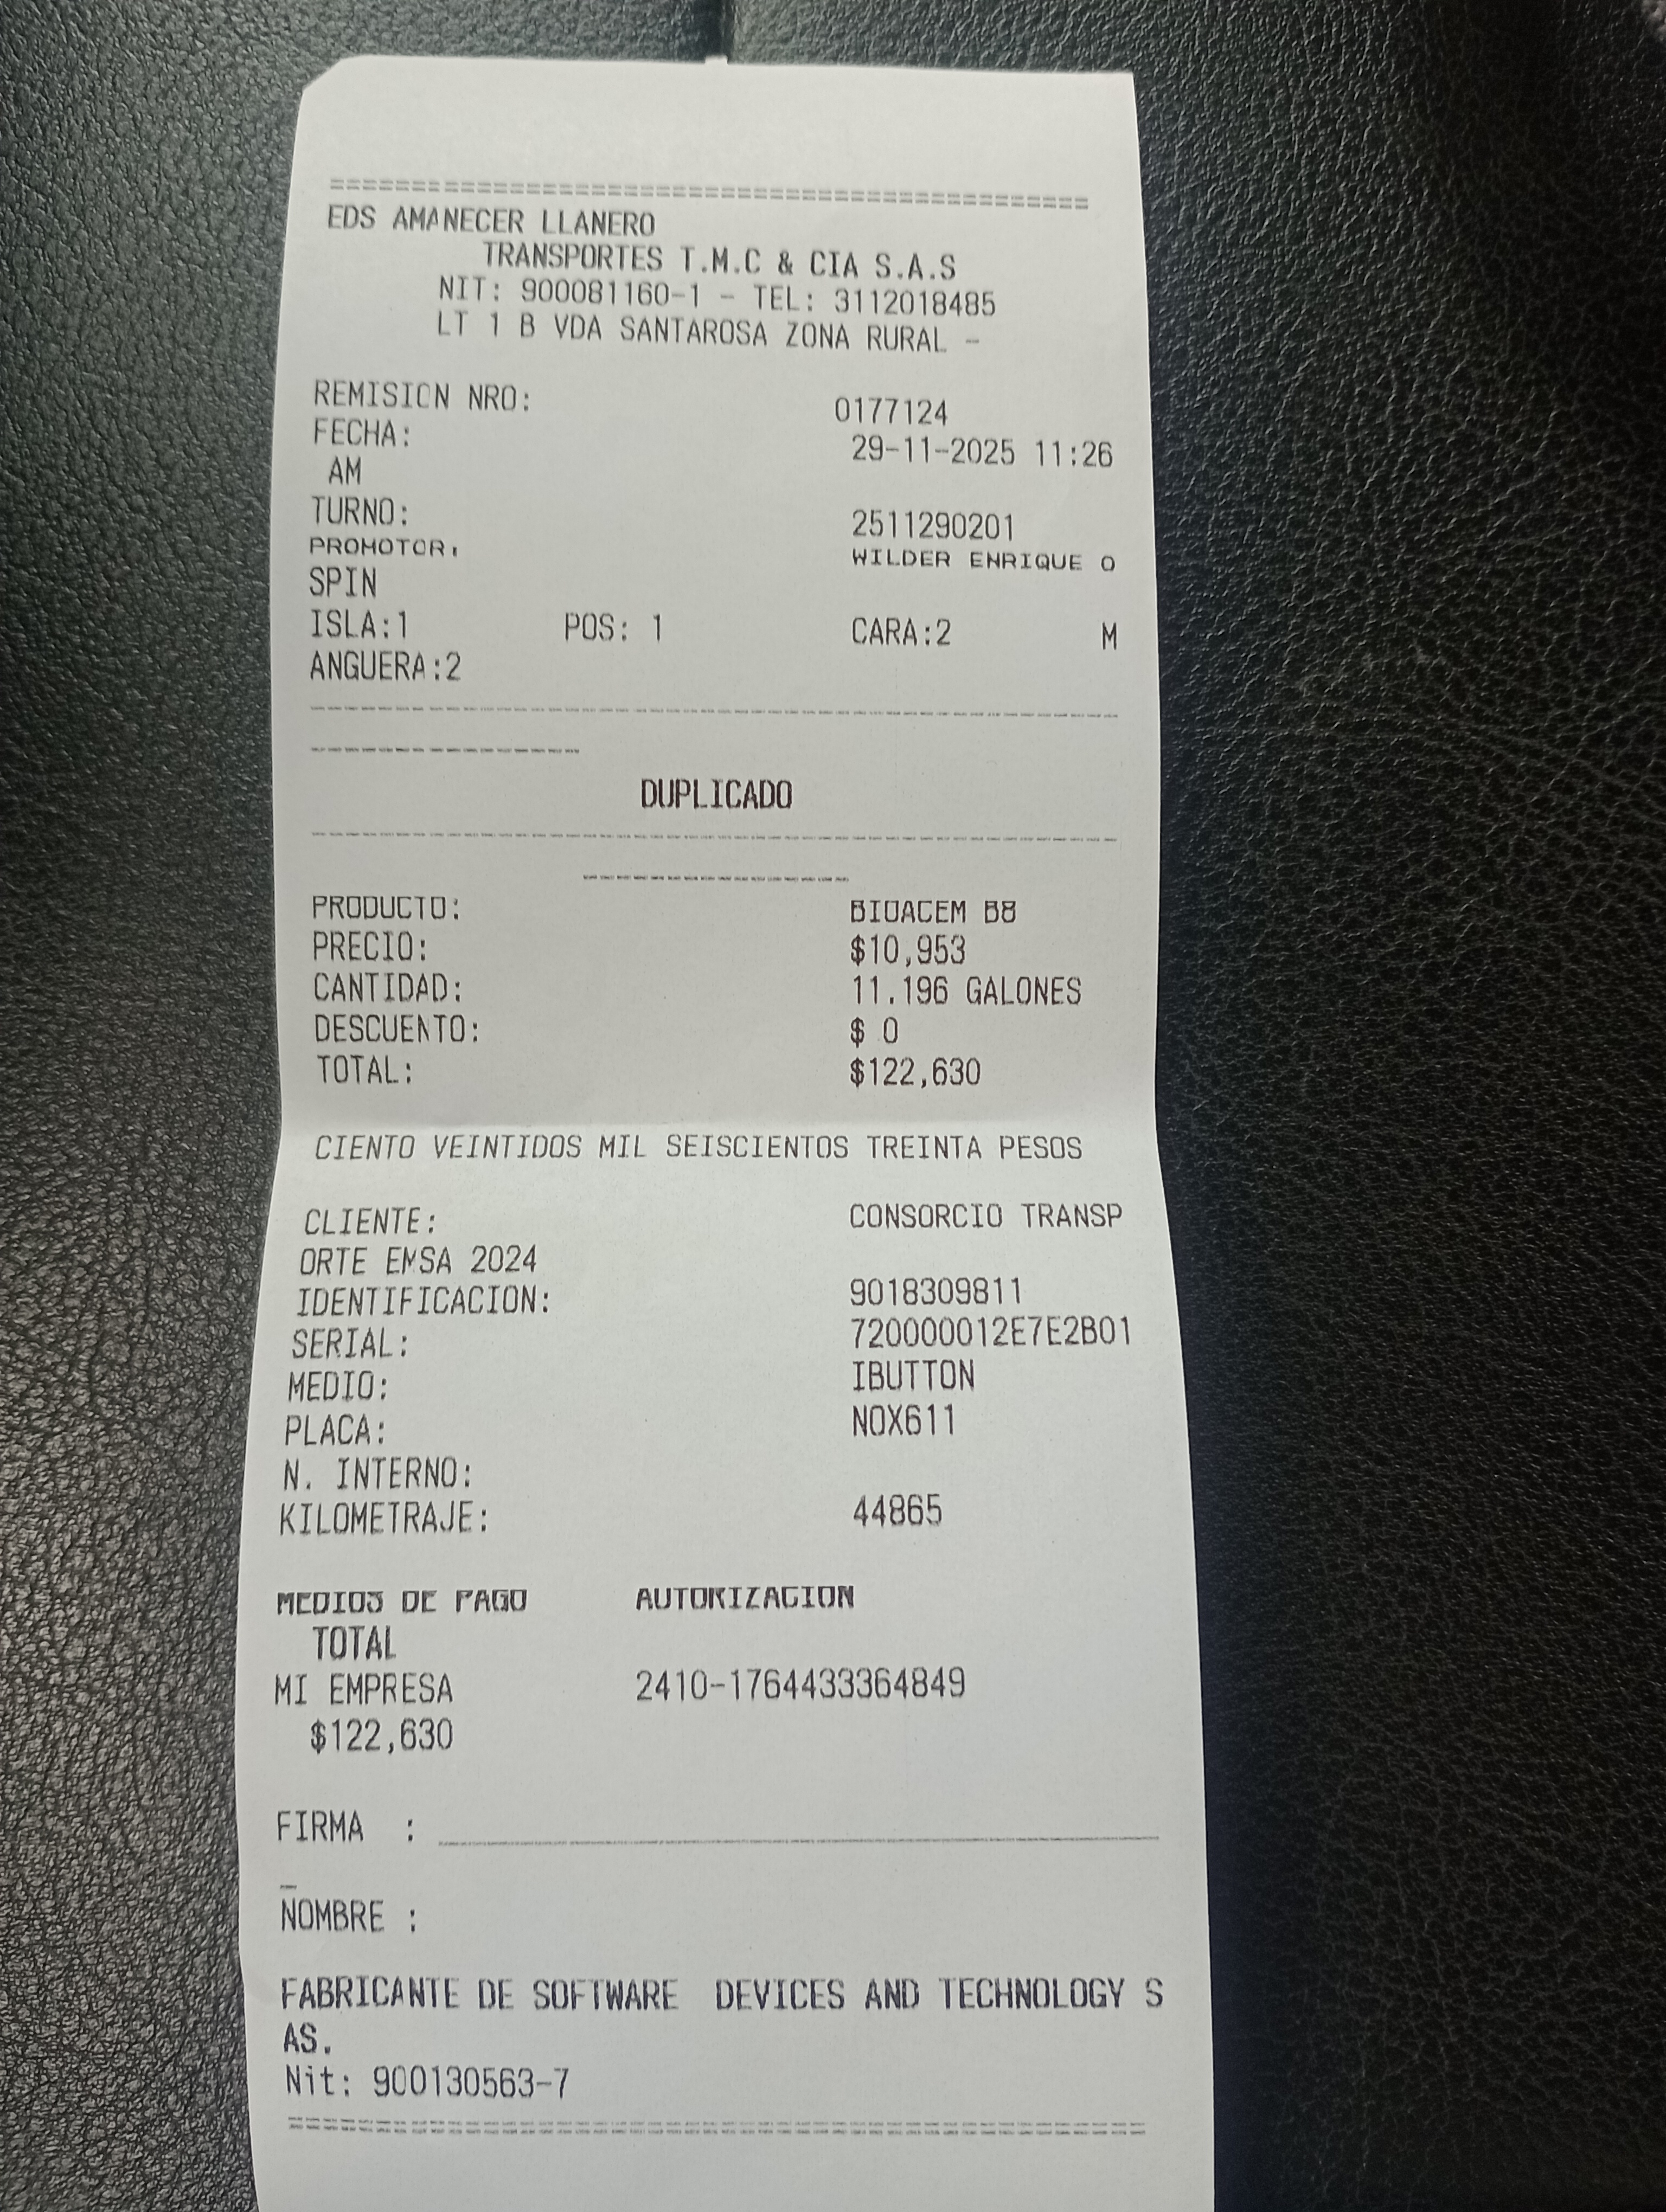 ==============================================
EDS AMANECER LLANERO
TRANSPORTES T.M.C & CIA S.A.S
NIT: 900081160-1 - TEL: 3112018485
LT 1 B VDA SANTAROSA ZONA RURAL -
REMISION NRO: 0177124
FECHA: 29-11-2025 11:26
AM
TURNO: 2511290201
PROMOTOR: WILDER ENRIQUE O
SPIN
ISLA:1 POS: 1 CARA:2 M
ANGUERA:2
DUPLICADO
PRODUCTO: BIOACEM B8
PRECIO: $10,953
CANTIDAD: 11.196 GALONES
DESCUENTO: $ 0
TOTAL: $122,630
CIENTO VEINTIDOS MIL SEISCIENTOS TREINTA PESOS
CLIENTE: CONSORCIO TRANSP
ORTE EMSA 2024
IDENTIFICACION: 9018309811
SERIAL: 720000012E7E2B01
MEDIO: IBUTTON
PLACA: NOX611
N. INTERNO:
KILOMETRAJE: 44865
MEDIOS DE PAGO AUTORIZACION
TOTAL
MI EMPRESA 2410-1764433364849
$122,630
FIRMA : ____________________
_
NOMBRE :
FABRICANTE DE SOFTWARE DEVICES AND TECHNOLOGY S
AS.
Nit: 900130563-7
==============================================